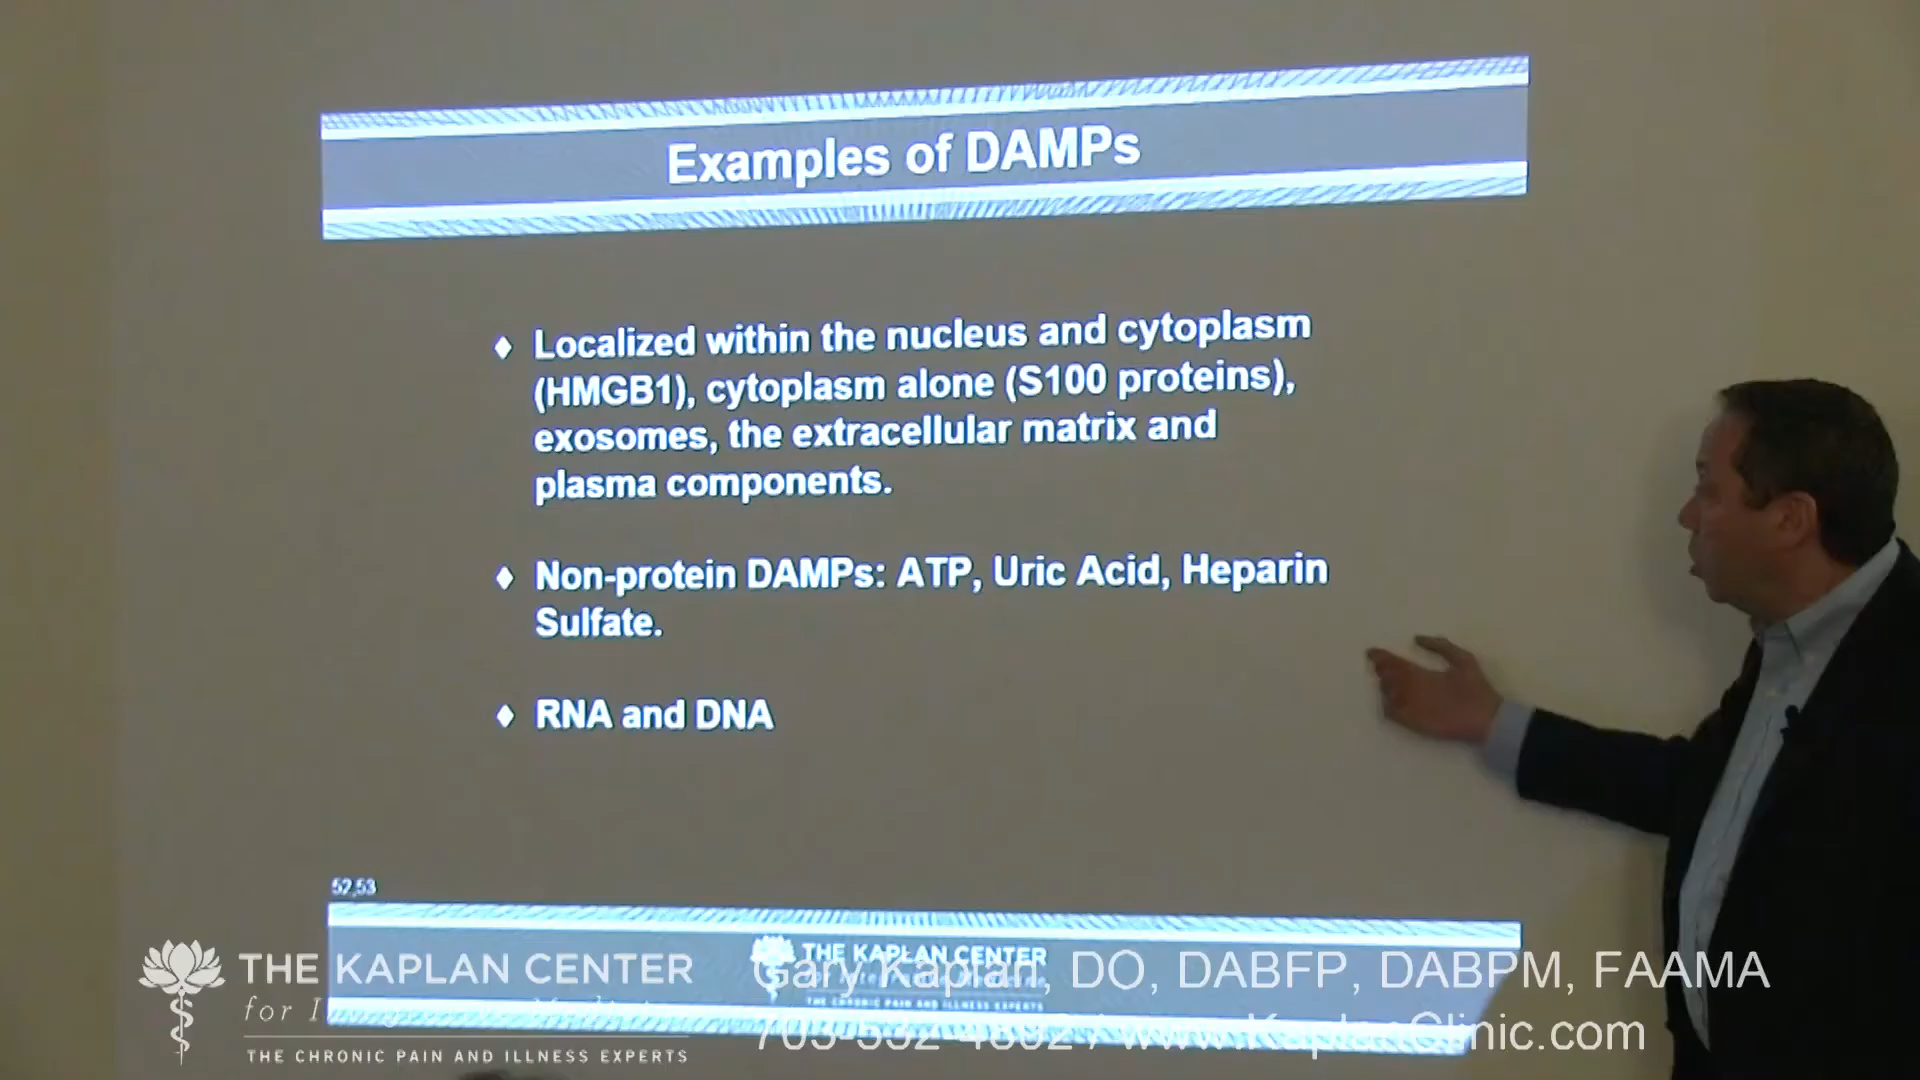 Examples of DAMPs
♦ Localized within the nucleus and cytoplasm
(HMGB1), cytoplasm alone (S100 proteins),
exosomes, the extracellular matrix and
plasma components.
♦ Non-protein DAMPs: ATP, Uric Acid, Heparin
Sulfate.
♦ RNA and DNA
52,53
THE KAPLAN CENTER
THE CHRONIC PAIN AND ILLNESS EXPERTS
THE KAPLAN CENTER
for
THE CHRONIC PAIN AND ILLNESS EXPERTS
Gary Kaplan, DO, DABFP, DABPM, FAAMA
703-532-4892 / www.KaplanClinic.com